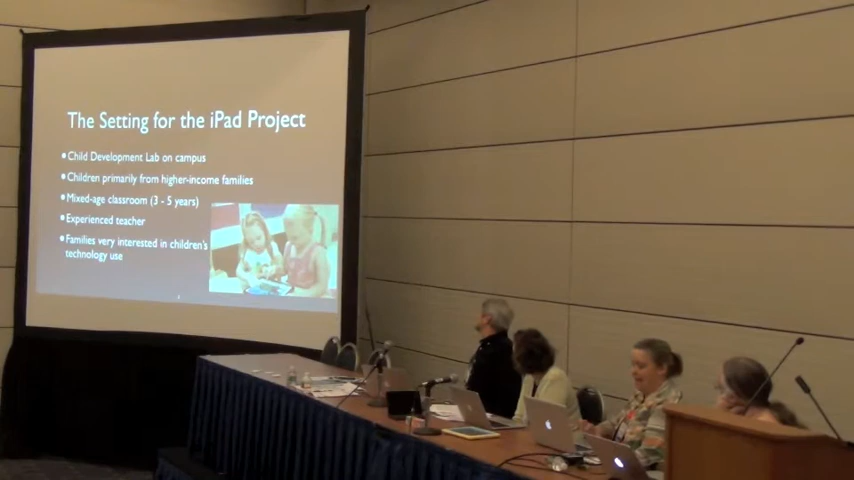 The Setting for the iPad Project
• Child Development Lab on campus
• Children primarily from higher-income families
• Mixed-age classroom (3 - 5 years)
• Experienced teacher
• Families very interested in children's
technology use